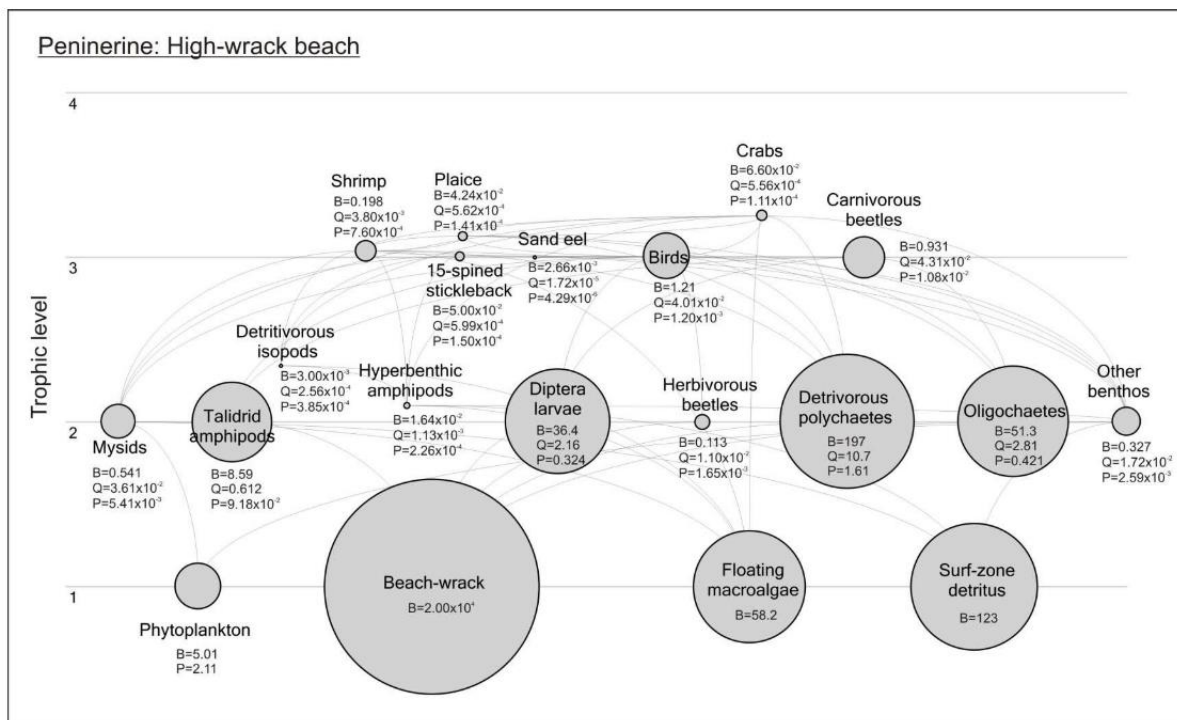 Peninerine: High-wrack beach
4
Crabs
B=6.60x10⁻²
Q=5.56x10⁻⁴
P=1.11x10⁻⁴
Shrimp
B=0.198
Q=3.80x10⁻³
P=7.60x10⁻⁴
Plaice
B=4.24x10⁻²
Q=5.62x10⁻⁴
P=1.41x10⁻⁴
Carnivorous
beetles
B=0.931
Q=4.31x10⁻²
P=1.08x10⁻²
3
15-spined
stickleback
B=5.00x10⁻²
Q=5.99x10⁻⁴
P=1.50x10⁻⁴
Sand eel
B=2.66x10⁻³
Q=1.72x10⁻⁵
P=4.29x10⁻⁶
Birds
B=1.21
Q=4.01x10⁻²
P=1.20x10⁻³
Trophic level
Detritivorous
isopods
B=3.00x10⁻³
Q=2.56x10⁻⁴
P=3.85x10⁻⁴
2
Mysids
B=0.541
Q=3.61x10⁻²
P=5.41x10⁻³
Talidrid
amphipods
B=8.59
Q=0.612
P=9.18x10⁻²
Hyperbenthic
amphipods
B=1.64x10⁻²
Q=1.13x10⁻³
P=2.26x10⁻⁴
Diptera
larvae
B=36.4
Q=2.16
P=0.324
Herbivorous
beetles
B=0.113
Q=1.10x10⁻²
P=1.65x10⁻³
Detrivorous
polychaetes
B=197
Q=10.7
P=1.61
Oligochaetes
B=51.3
Q=2.81
P=0.421
Other
benthos
B=0.327
Q=1.72x10⁻²
P=2.59x10⁻³
1
Phytoplankton
B=5.01
P=2.11
Beach-wrack
B=2.00x10⁴
Floating
macroalgae
B=58.2
Surf-zone
detritus
B=123